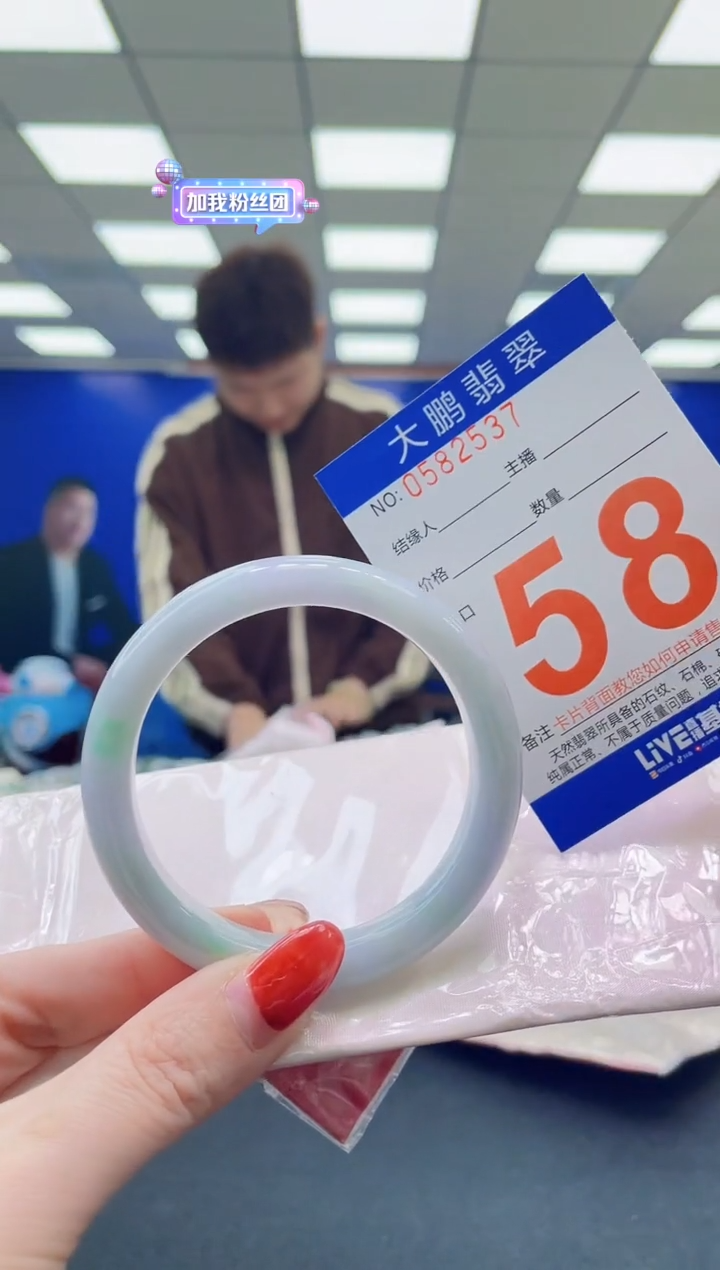 加我粉丝团
大鹏翡翠
NO: 0582537
结缘人 主播
价格 数量
口
58
备注 卡片背面教您如何申请售
天然翡翠所具备的石纹、石棉、
纯属正常、不属于质量问题，追求
LiVE